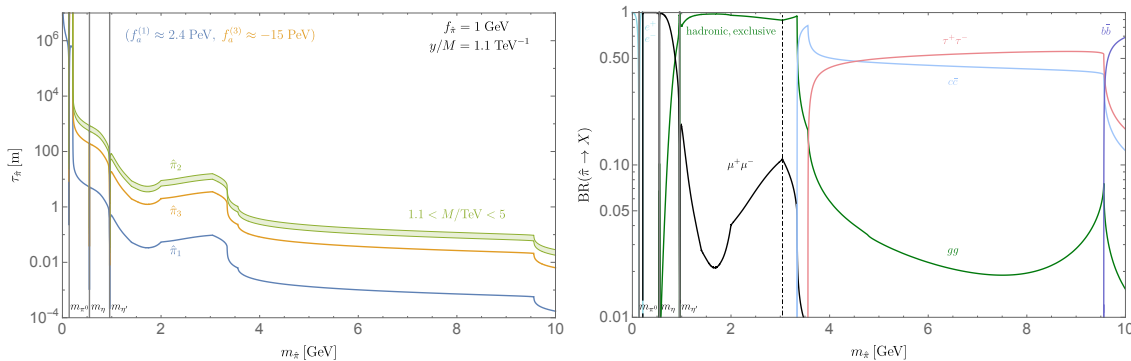 (f_a^{(1)} ≈ 2.4 PeV, f_a^{(3)} ≈ −15 PeV)
f_π̂ = 1 GeV
y/M = 1.1 TeV⁻¹
10⁶
10⁴
100
1
0.01
10⁻⁴
τ_π̂ [m]
π̂₂
π̂₃
π̂₁
1.1 < M/TeV < 5
m_π⁰
m_η
m_η′
0
2
4
6
8
10
m_π̂ [GeV]
1
0.50
0.10
0.05
0.01
BR(π̂ → X)
hadronic, exclusive
μ⁺μ⁻
τ⁺τ⁻
cc̄
bb̄
gg
m_π⁰
m_η
m_η′
0
2
4
6
8
10
m_π̂ [GeV]